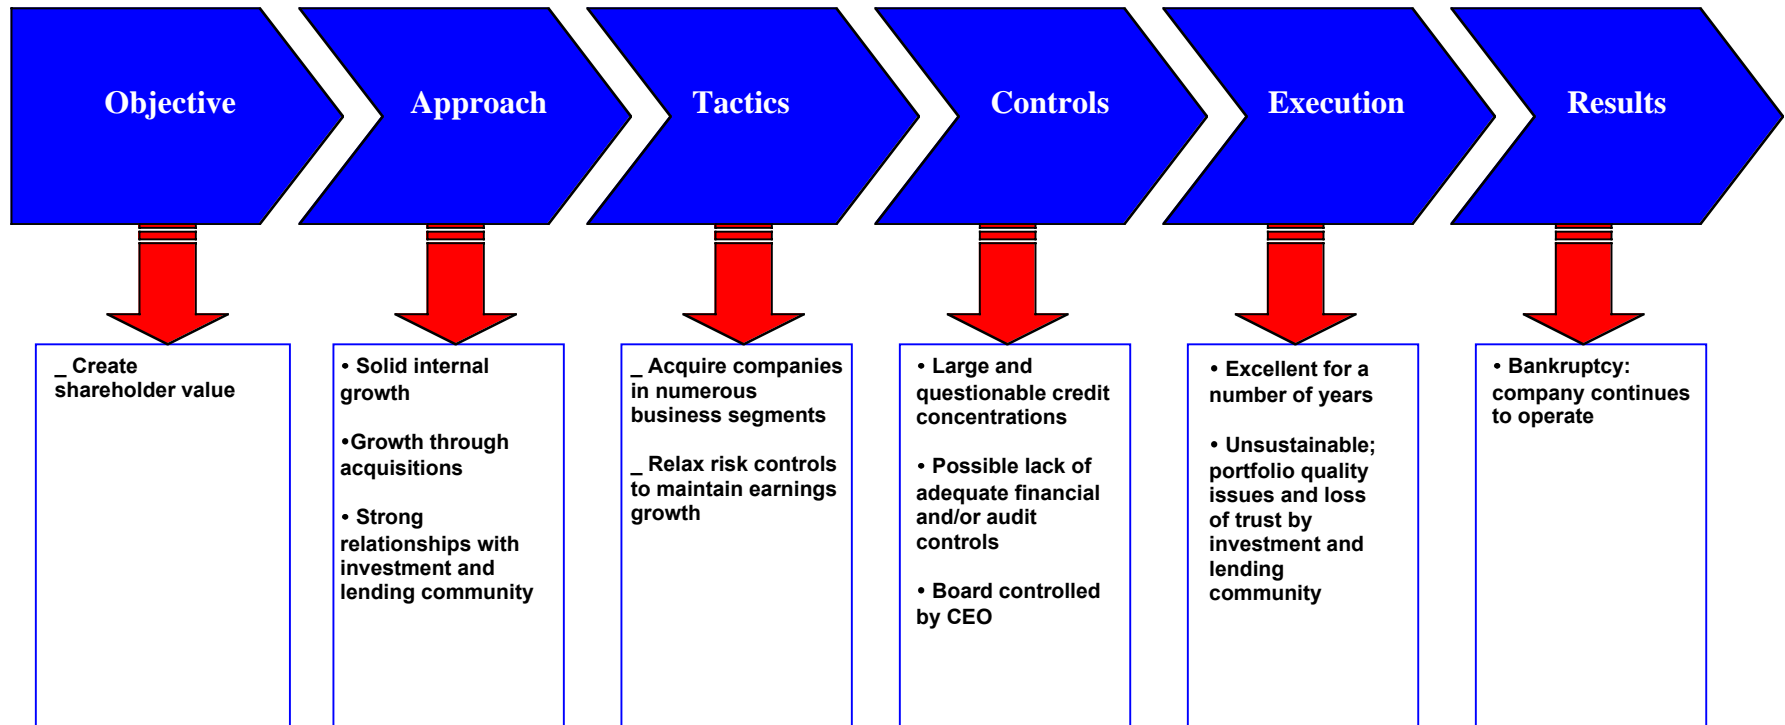 Objective
Approach
Tactics
Controls
Execution
Results
_ Create
shareholder value
• Solid internal
growth
•Growth through
acquisitions
• Strong
relationships with
investment and
lending community
_ Acquire companies
in numerous
business segments
_ Relax risk controls
to maintain earnings
growth
• Large and
questionable credit
concentrations
• Possible lack of
adequate financial
and/or audit
controls
• Board controlled
by CEO
• Excellent for a
number of years
• Unsustainable;
portfolio quality
issues and loss
of trust by
investment and
lending
community
• Bankruptcy:
company continues
to operate